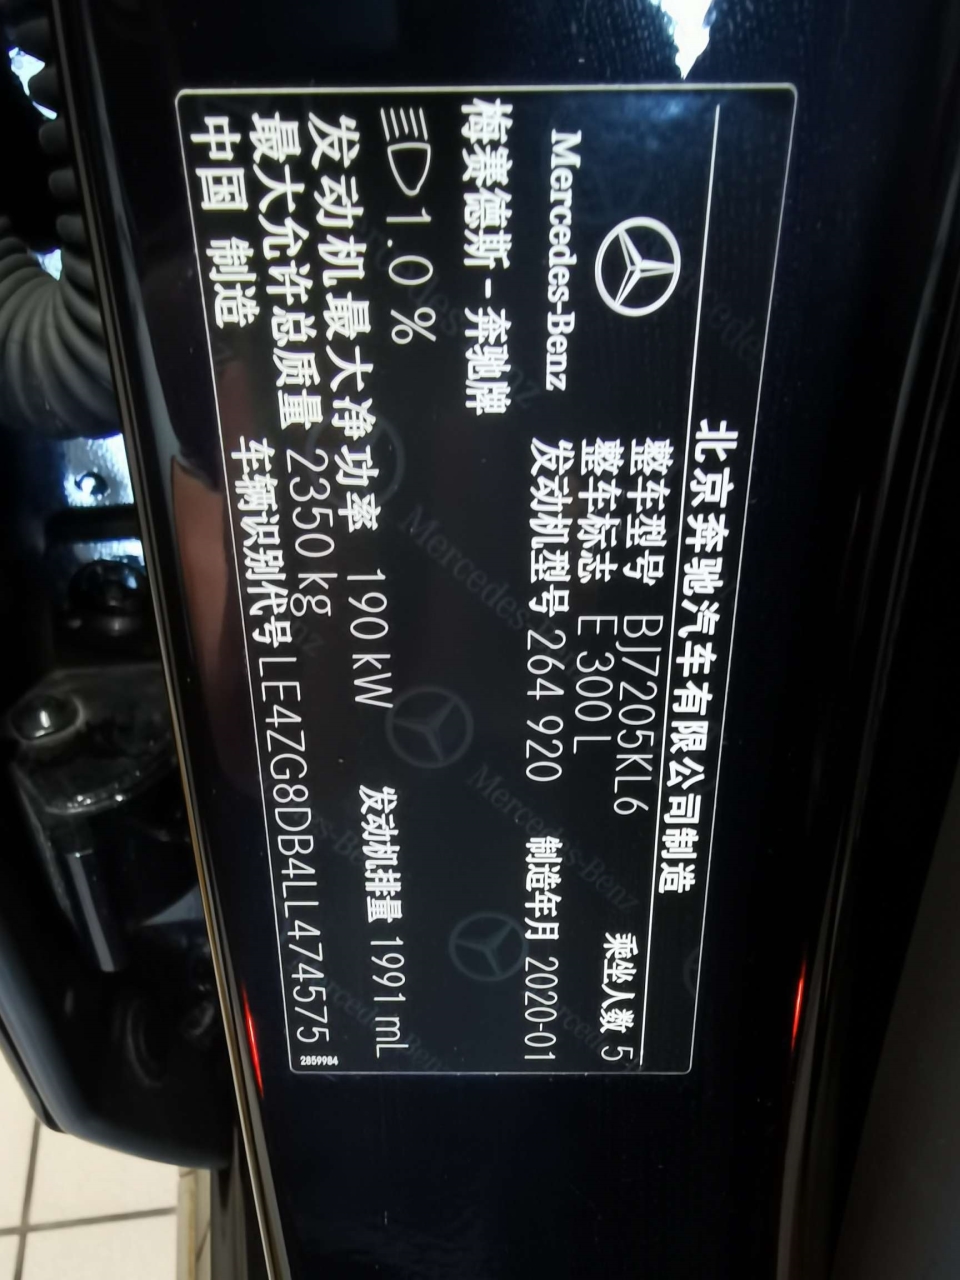 北京奔驰汽车有限公司制造
Mercedes-Benz
整车型号 BJ7205KL6
整车标志 E 300 L
乘坐人数 5
发动机型号 264 920
制造年月 2020-01
梅赛德斯-奔驰牌
1.0%
发动机最大净功率 190 kW
发动机排量 1991 mL
最大允许总质量 2350 kg
中国 制造
车辆识别代号 LE4ZG8DB4LL474575
2859984